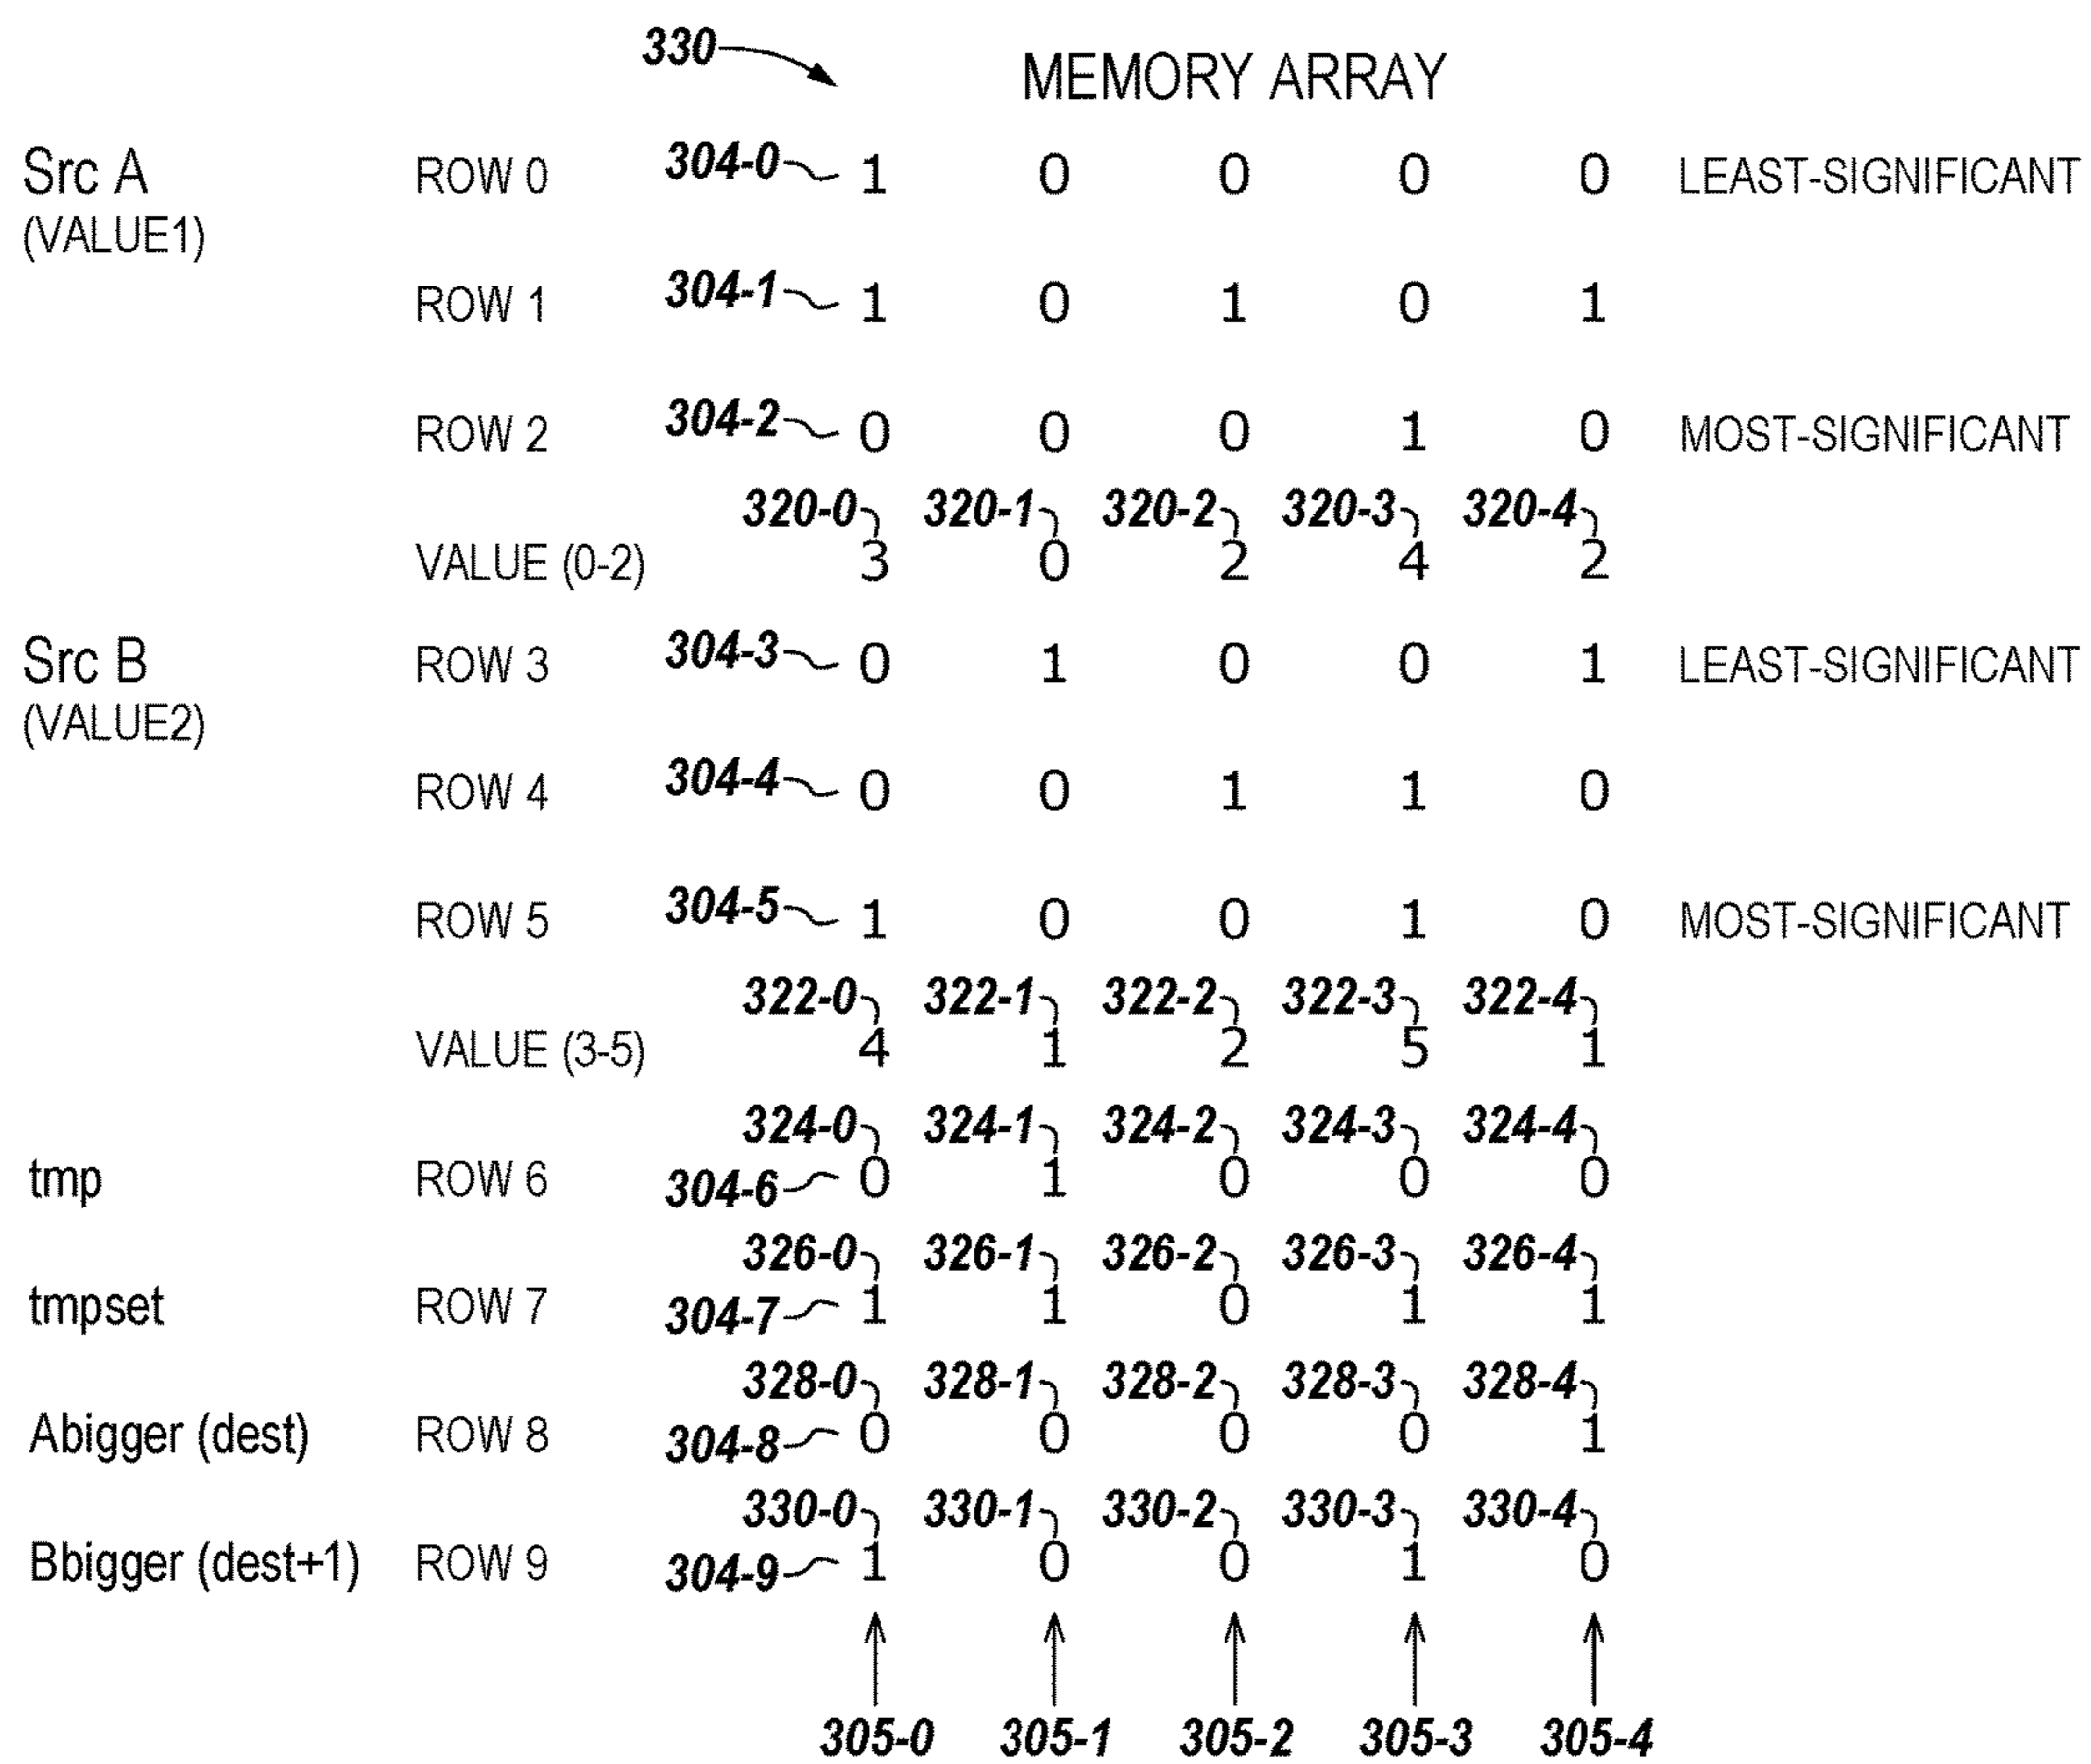 330 MEMORY ARRAY
Src A ROW 0 304-0 1 0 0 0 0 LEAST-SIGNIFICANT
(VALUE1)
ROW 1 304-1 1 0 1 0 1
ROW 2 304-2 0 0 0 1 0 MOST-SIGNIFICANT
320-0 320-1 320-2 320-3 320-4
VALUE (0-2) 3 0 2 4 2
Src B ROW 3 304-3 0 1 0 0 1 LEAST-SIGNIFICANT
(VALUE2)
ROW 4 304-4 0 0 1 1 0
ROW 5 304-5 1 0 0 1 0 MOST-SIGNIFICANT
322-0 322-1 322-2 322-3 322-4
VALUE (3-5) 4 1 2 5 1
324-0 324-1 324-2 324-3 324-4
tmp ROW 6 304-6 0 1 0 0 0
326-0 326-1 326-2 326-3 326-4
tmpset ROW 7 304-7 1 1 0 1 1
328-0 328-1 328-2 328-3 328-4
Abigger (dest) ROW 8 304-8 0 0 0 0 1
330-0 330-1 330-2 330-3 330-4
Bbigger (dest+1) ROW 9 304-9 1 0 0 1 0
305-0 305-1 305-2 305-3 305-4